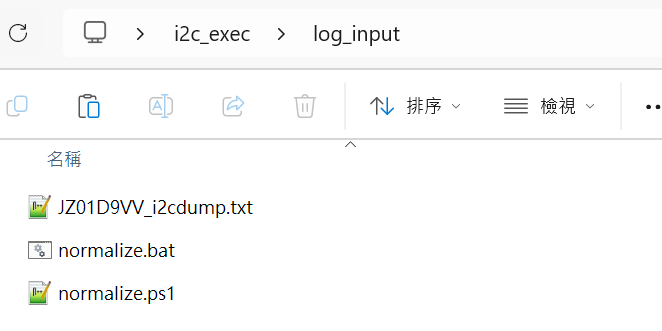 i2c_exec > log_input
排序 檢視
名稱
JZ01D9VV_i2cdump.txt
normalize.bat
normalize.ps1